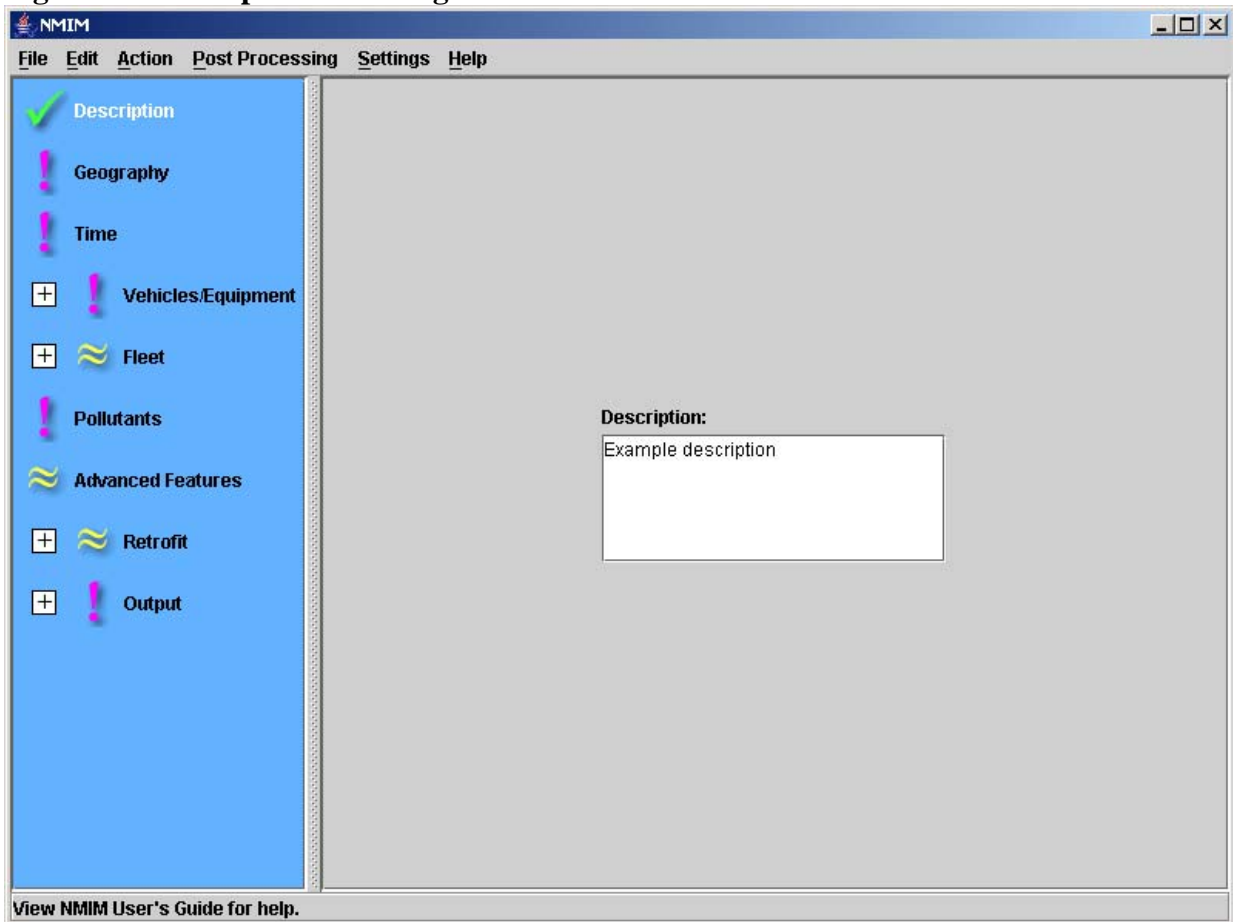 NMIM
File Edit Action Post Processing Settings Help
Description
Geography
Time
Vehicles/Equipment
Fleet
Pollutants
Advanced Features
Retrofit
Output
Description:
Example description
View NMIM User's Guide for help.